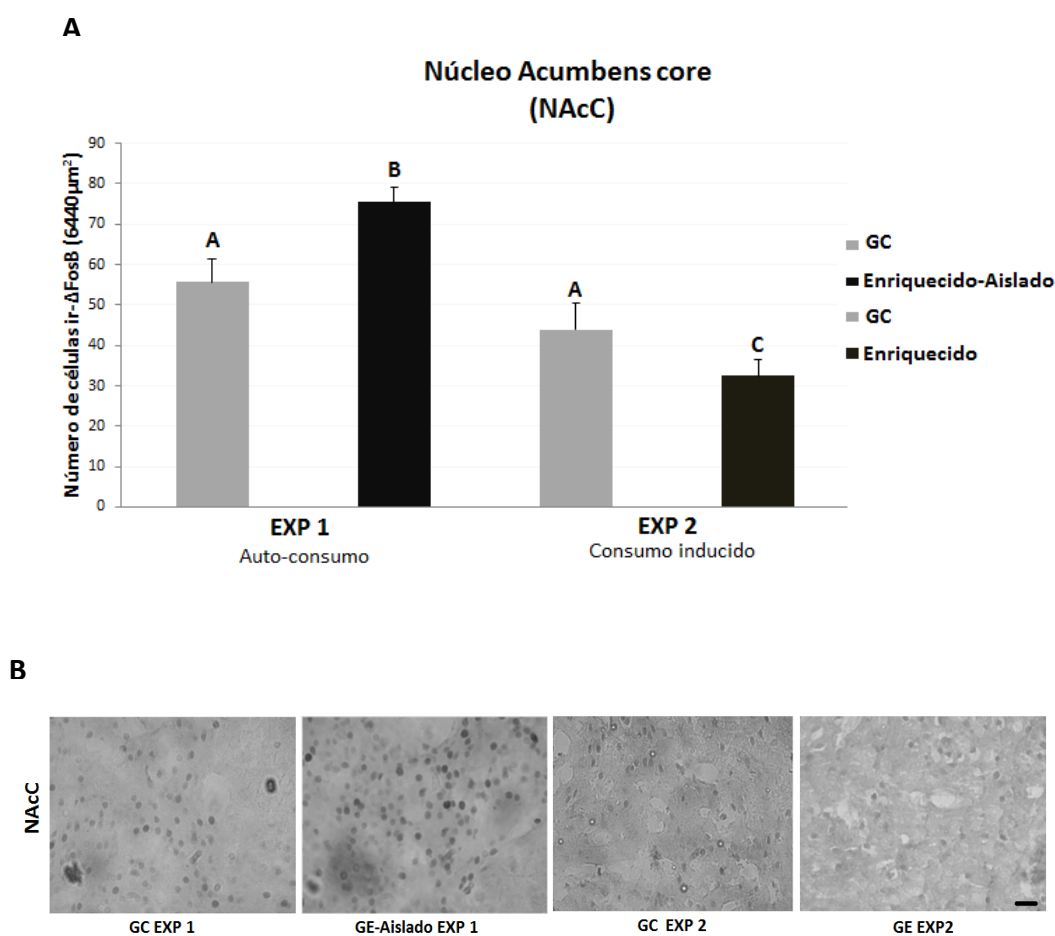 A
Núcleo Acumbens core
(NAcC)
Número de células ir-ΔFosB (6440µm²)
90
80
70
60
50
40
30
20
10
0
A
B
A
C
GC
Enriquecido-Aislado
GC
Enriquecido
EXP 1
Auto-consumo
EXP 2
Consumo inducido
B
NAcC
GC EXP 1
GE-Aislado EXP 1
GC EXP 2
GE EXP2